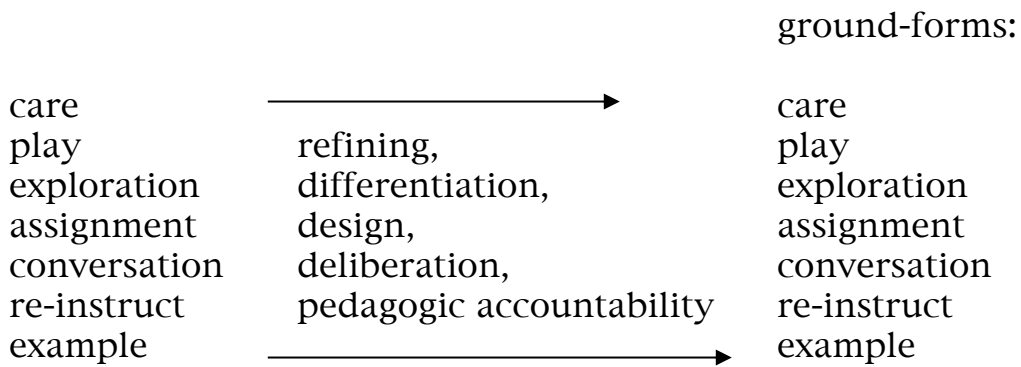 ground-forms:
care care
play refining, play
exploration differentiation, exploration
assignment design, assignment
conversation deliberation, conversation
re-instruct pedagogic accountability re-instruct
example example